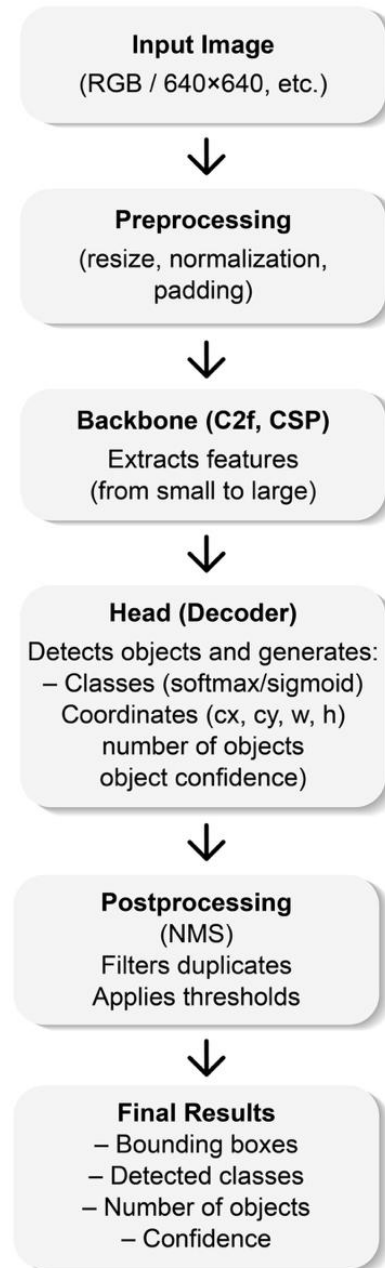 Input Image
(RGB / 640×640, etc.)
Preprocessing
(resize, normalization,
padding)
Backbone (C2f, CSP)
Extracts features
(from small to large)
Head (Decoder)
Detects objects and generates:
– Classes (softmax/sigmoid)
Coordinates (cx, cy, w, h)
number of objects
object confidence)
Postprocessing
(NMS)
Filters duplicates
Applies thresholds
Final Results
– Bounding boxes
– Detected classes
– Number of objects
– Confidence